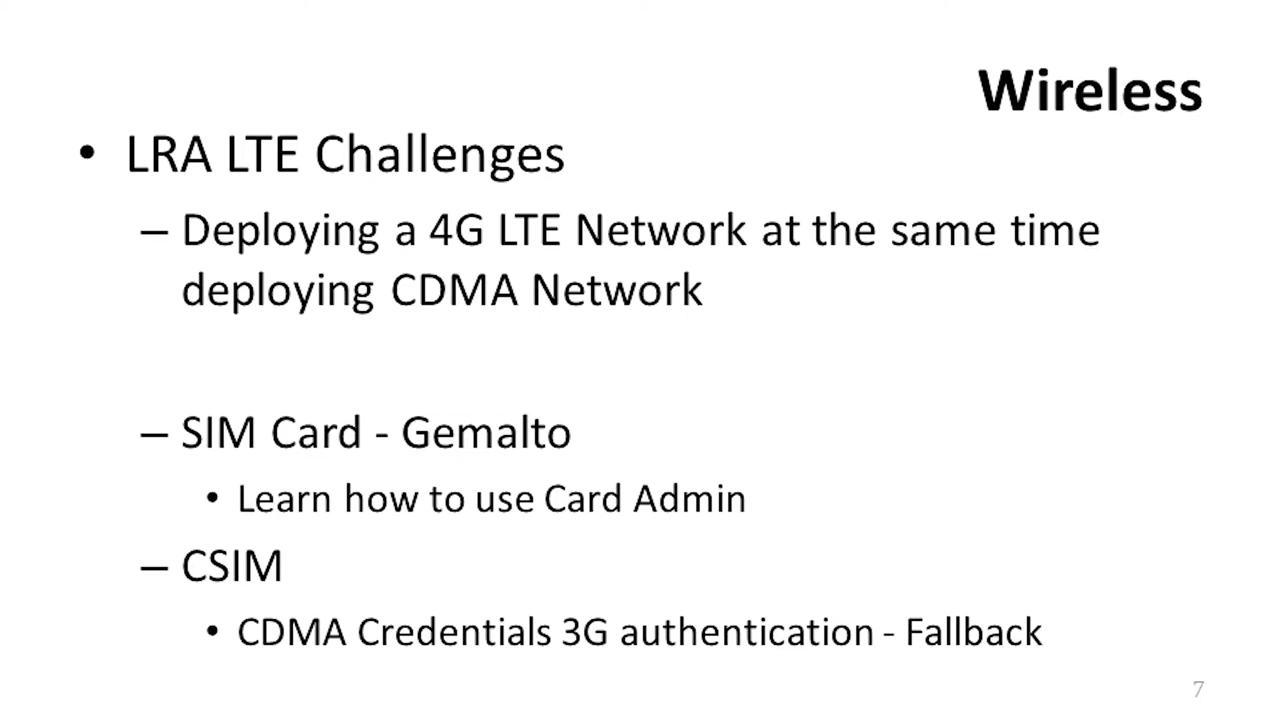 Wireless
• LRA LTE Challenges
– Deploying a 4G LTE Network at the same time
deploying CDMA Network
– SIM Card - Gemalto
• Learn how to use Card Admin
– CSIM
• CDMA Credentials 3G authentication - Fallback
7